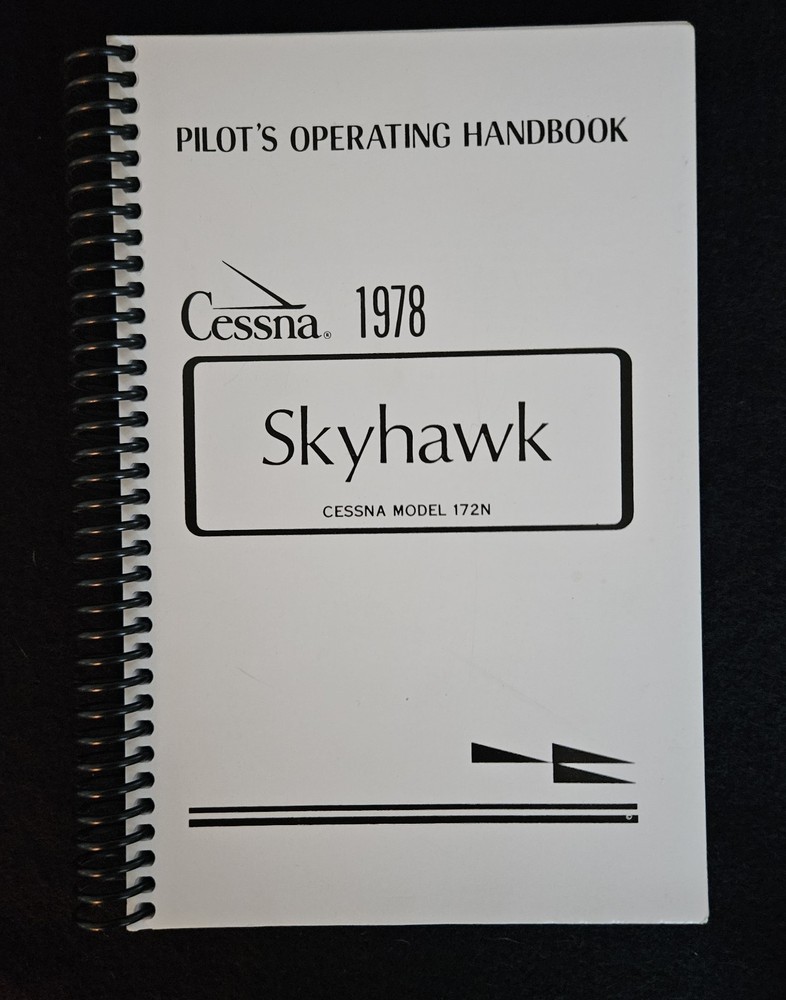 PILOT'S OPERATING HANDBOOK
Cessna® 1978
Skyhawk
CESSNA MODEL 172N